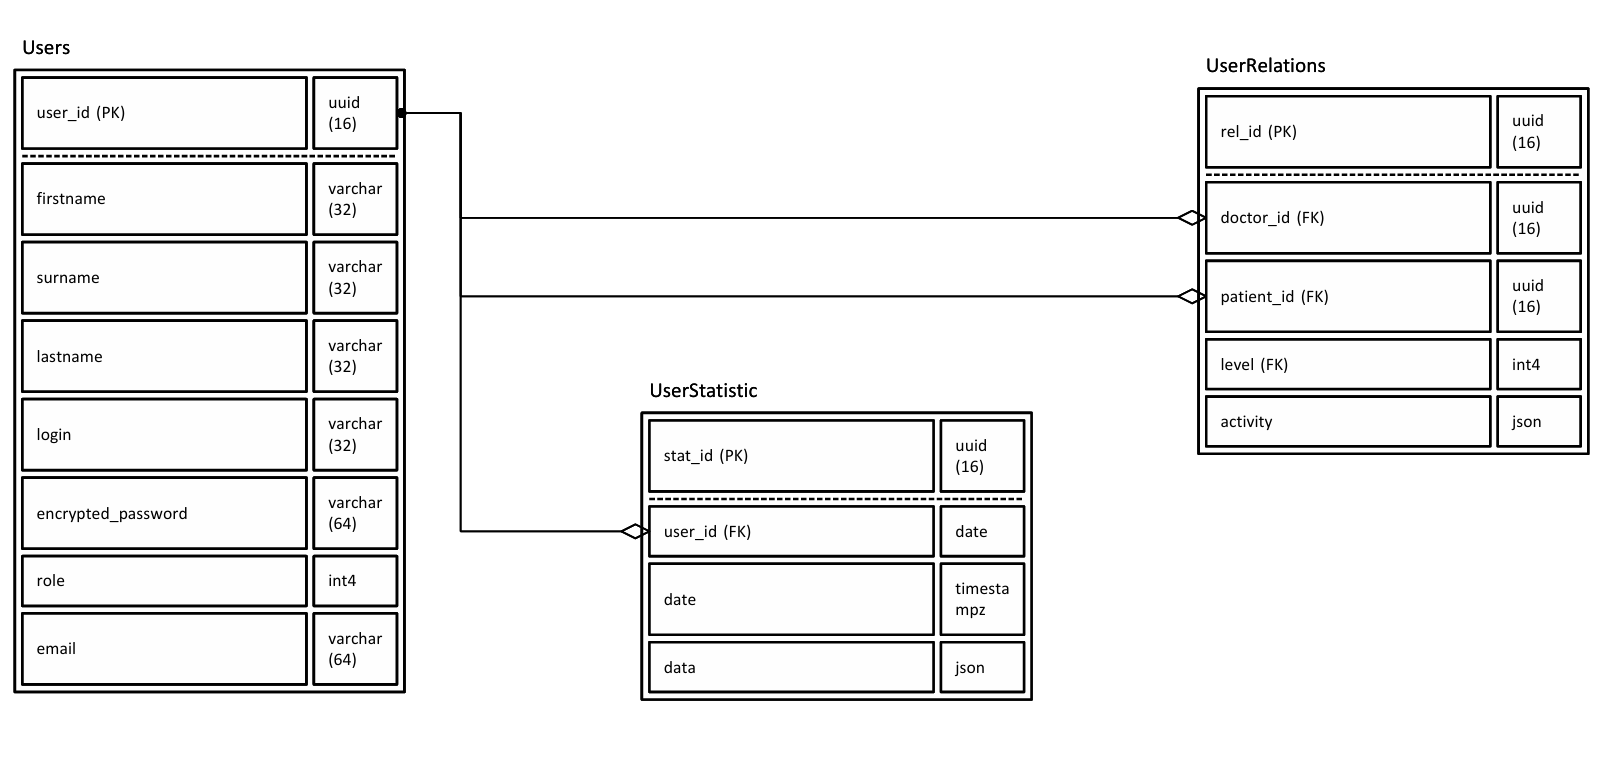 Users
user_id (PK)
uuid
(16)
firstname
varchar
(32)
surname
varchar
(32)
lastname
varchar
(32)
login
varchar
(32)
encrypted_password
varchar
(64)
role
int4
email
varchar
(64)
UserStatistic
stat_id (PK)
uuid
(16)
user_id (FK)
date
date
timesta
mpz
data
json
UserRelations
rel_id (PK)
uuid
(16)
doctor_id (FK)
uuid
(16)
patient_id (FK)
uuid
(16)
level (FK)
int4
activity
json